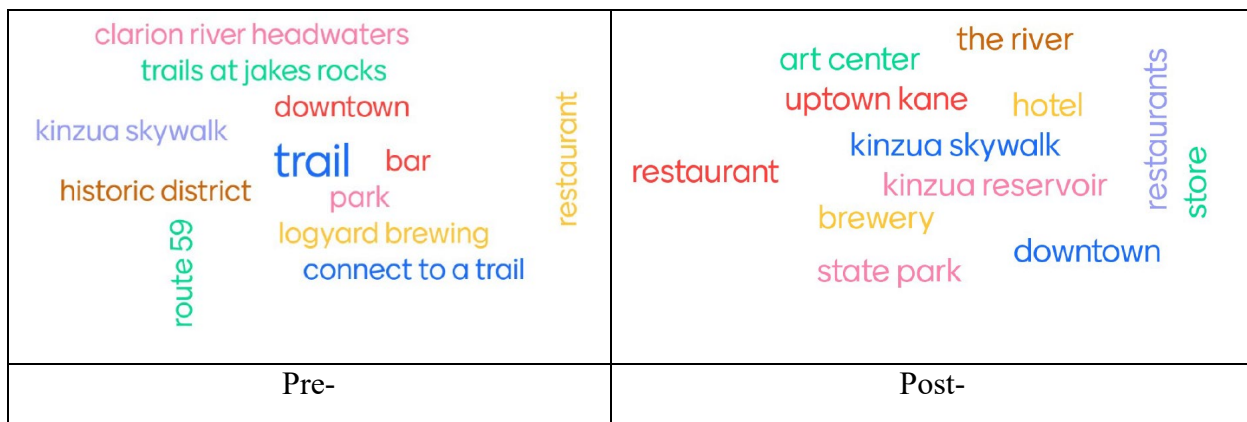 clarion river headwaters
trails at jakes rocks
downtown
kinzua skywalk
trail
bar
restaurant
historic district
park
route 59
logyard brewing
connect to a trail
the river
art center
uptown kane
hotel
restaurants
kinzua skywalk
restaurant
kinzua reservoir
store
brewery
downtown
state park
Pre-
Post-